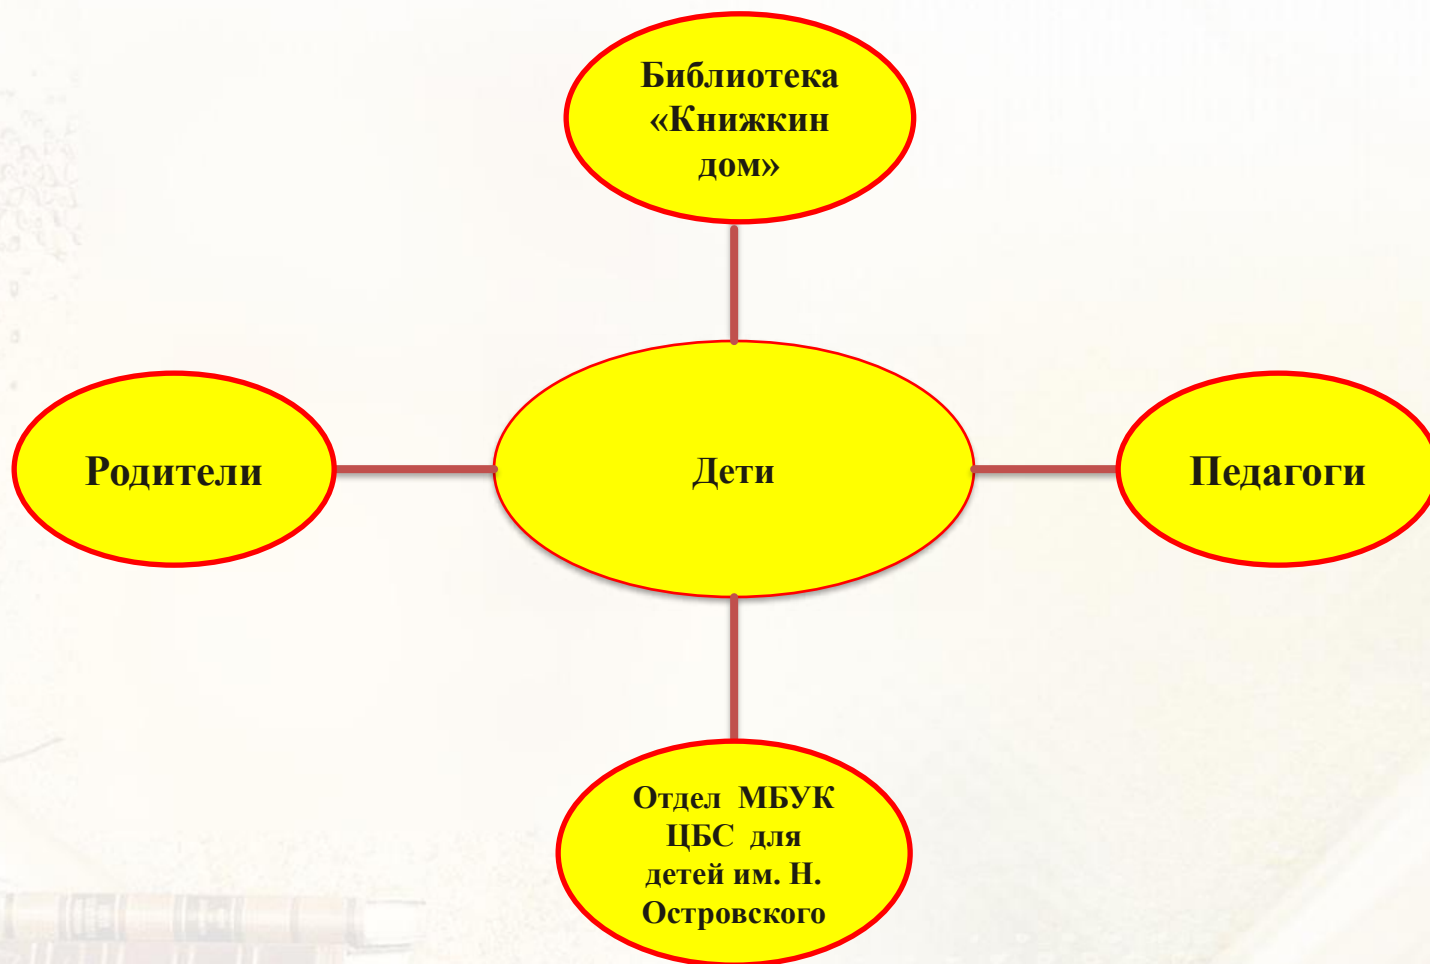 Библиотека
«Книжкин
дом»
Родители
Дети
Педагоги
Отдел МБУК
ЦБС для
детей им. Н.
Островского